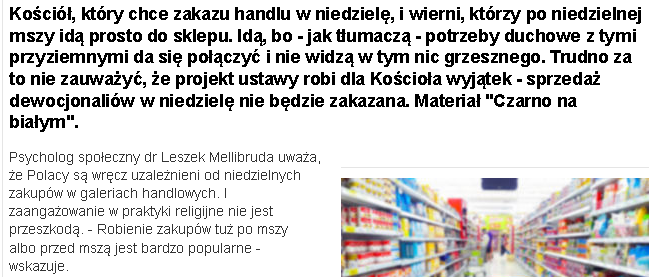 Kościół, który chce zakazu handlu w niedzielę, i wierni, którzy po niedzielnej
mszy idą prosto do sklepu. Idą, bo - jak tłumaczą - potrzeby duchowe z tymi
przyziemnymi da się połączyć i nie widzą w tym nic grzesznego. Trudno za
to nie zauważyć, że projekt ustawy robi dla Kościoła wyjątek - sprzedaż
dewocjonaliów w niedzielę nie będzie zakazana. Materiał "Czarno na
białym".
Psycholog społeczny dr Leszek Mellibruda uważa,
że Polacy są wręcz uzależnieni od niedzielnych
zakupów w galeriach handlowych. I
zaangażowanie w praktyki religijne nie jest
przeszkodą. - Robienie zakupów tuż po mszy
albo przed mszą jest bardzo popularne -
wskazuje.